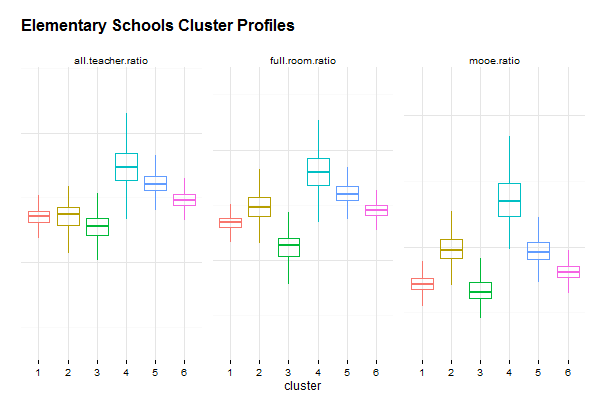 Elementary Schools Cluster Profiles
all.teacher.ratio full.room.ratio mooe.ratio
1 2 3 4 5 6 1 2 3 4 5 6 1 2 3 4 5 6
cluster